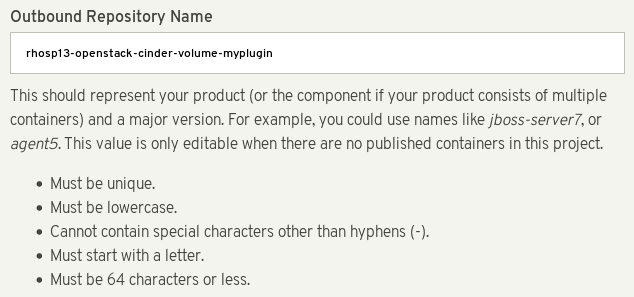 Outbound Repository Name
rhosp13-openstack-cinder-volume-myplugin
This should represent your product (or the component if your product consists of multiple
containers) and a major version. For example, you could use names like jboss-server7, or
agent5. This value is only editable when there are no published containers in this project.
• Must be unique.
• Must be lowercase.
• Cannot contain special characters other than hyphens (-).
• Must start with a letter.
• Must be 64 characters or less.